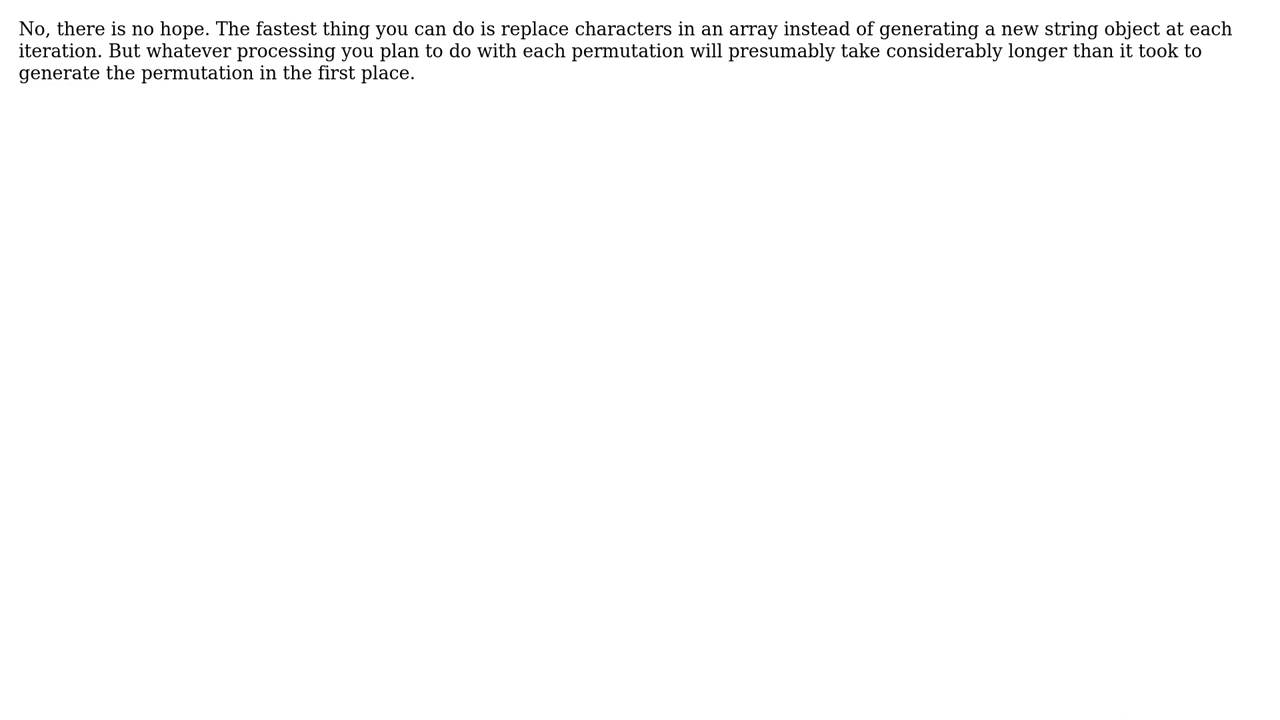 No, there is no hope. The fastest thing you can do is replace characters in an array instead of generating a new string object at each
iteration. But whatever processing you plan to do with each permutation will presumably take considerably longer than it took to
generate the permutation in the first place.